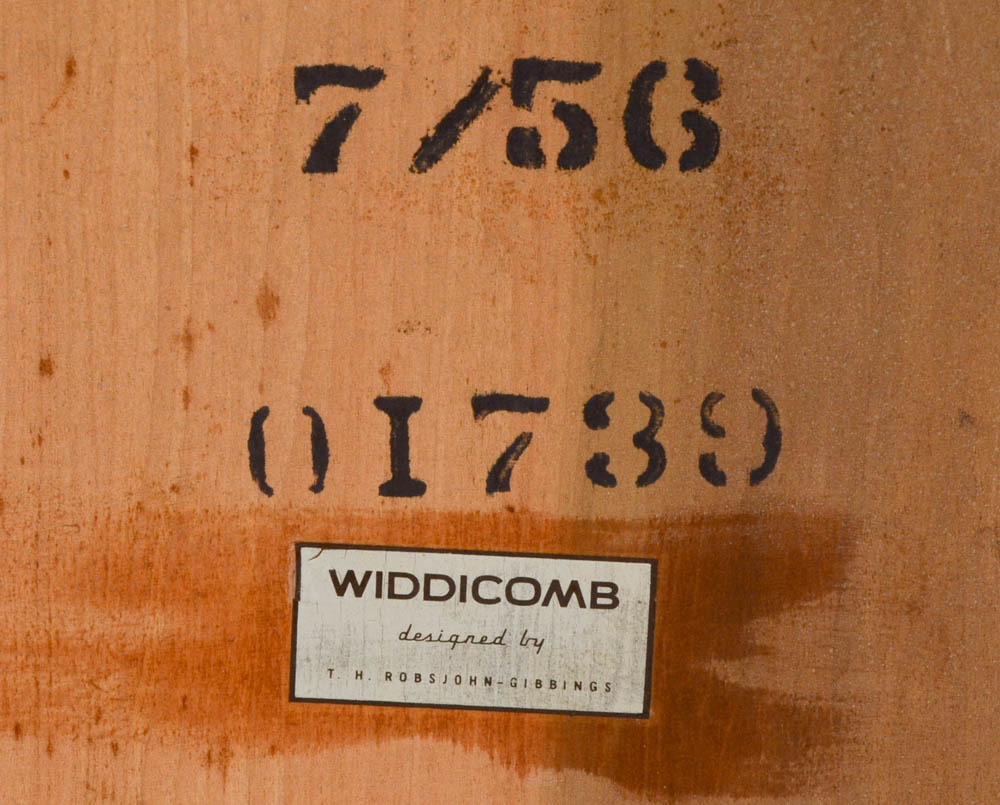 7/56
01739
WIDDICOMB
designed by
T. H. ROBSJOHN-GIBBINGS